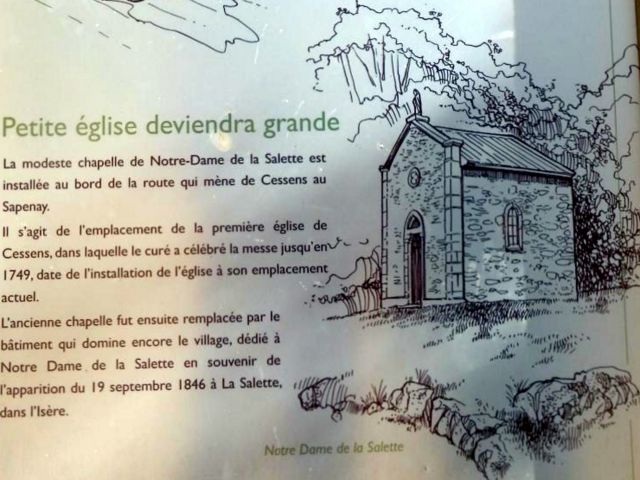 Petite église deviendra grande
La modeste chapelle de Notre-Dame de la Salette est
installée au bord de la route qui mène de Cessens au
Sapenay.
Il s'agit de l'emplacement de la première église de
Cessens, dans laquelle le curé a célébré la messe jusqu'en
1749, date de l'installation de l'église à son emplacement
actuel.
L'ancienne chapelle fut ensuite remplacée par le
bâtiment qui domine encore le village, dédié à
Notre Dame de la Salette en souvenir de
l'apparition du 19 septembre 1846 à La Salette,
dans l'Isère.
Notre Dame de la Salette